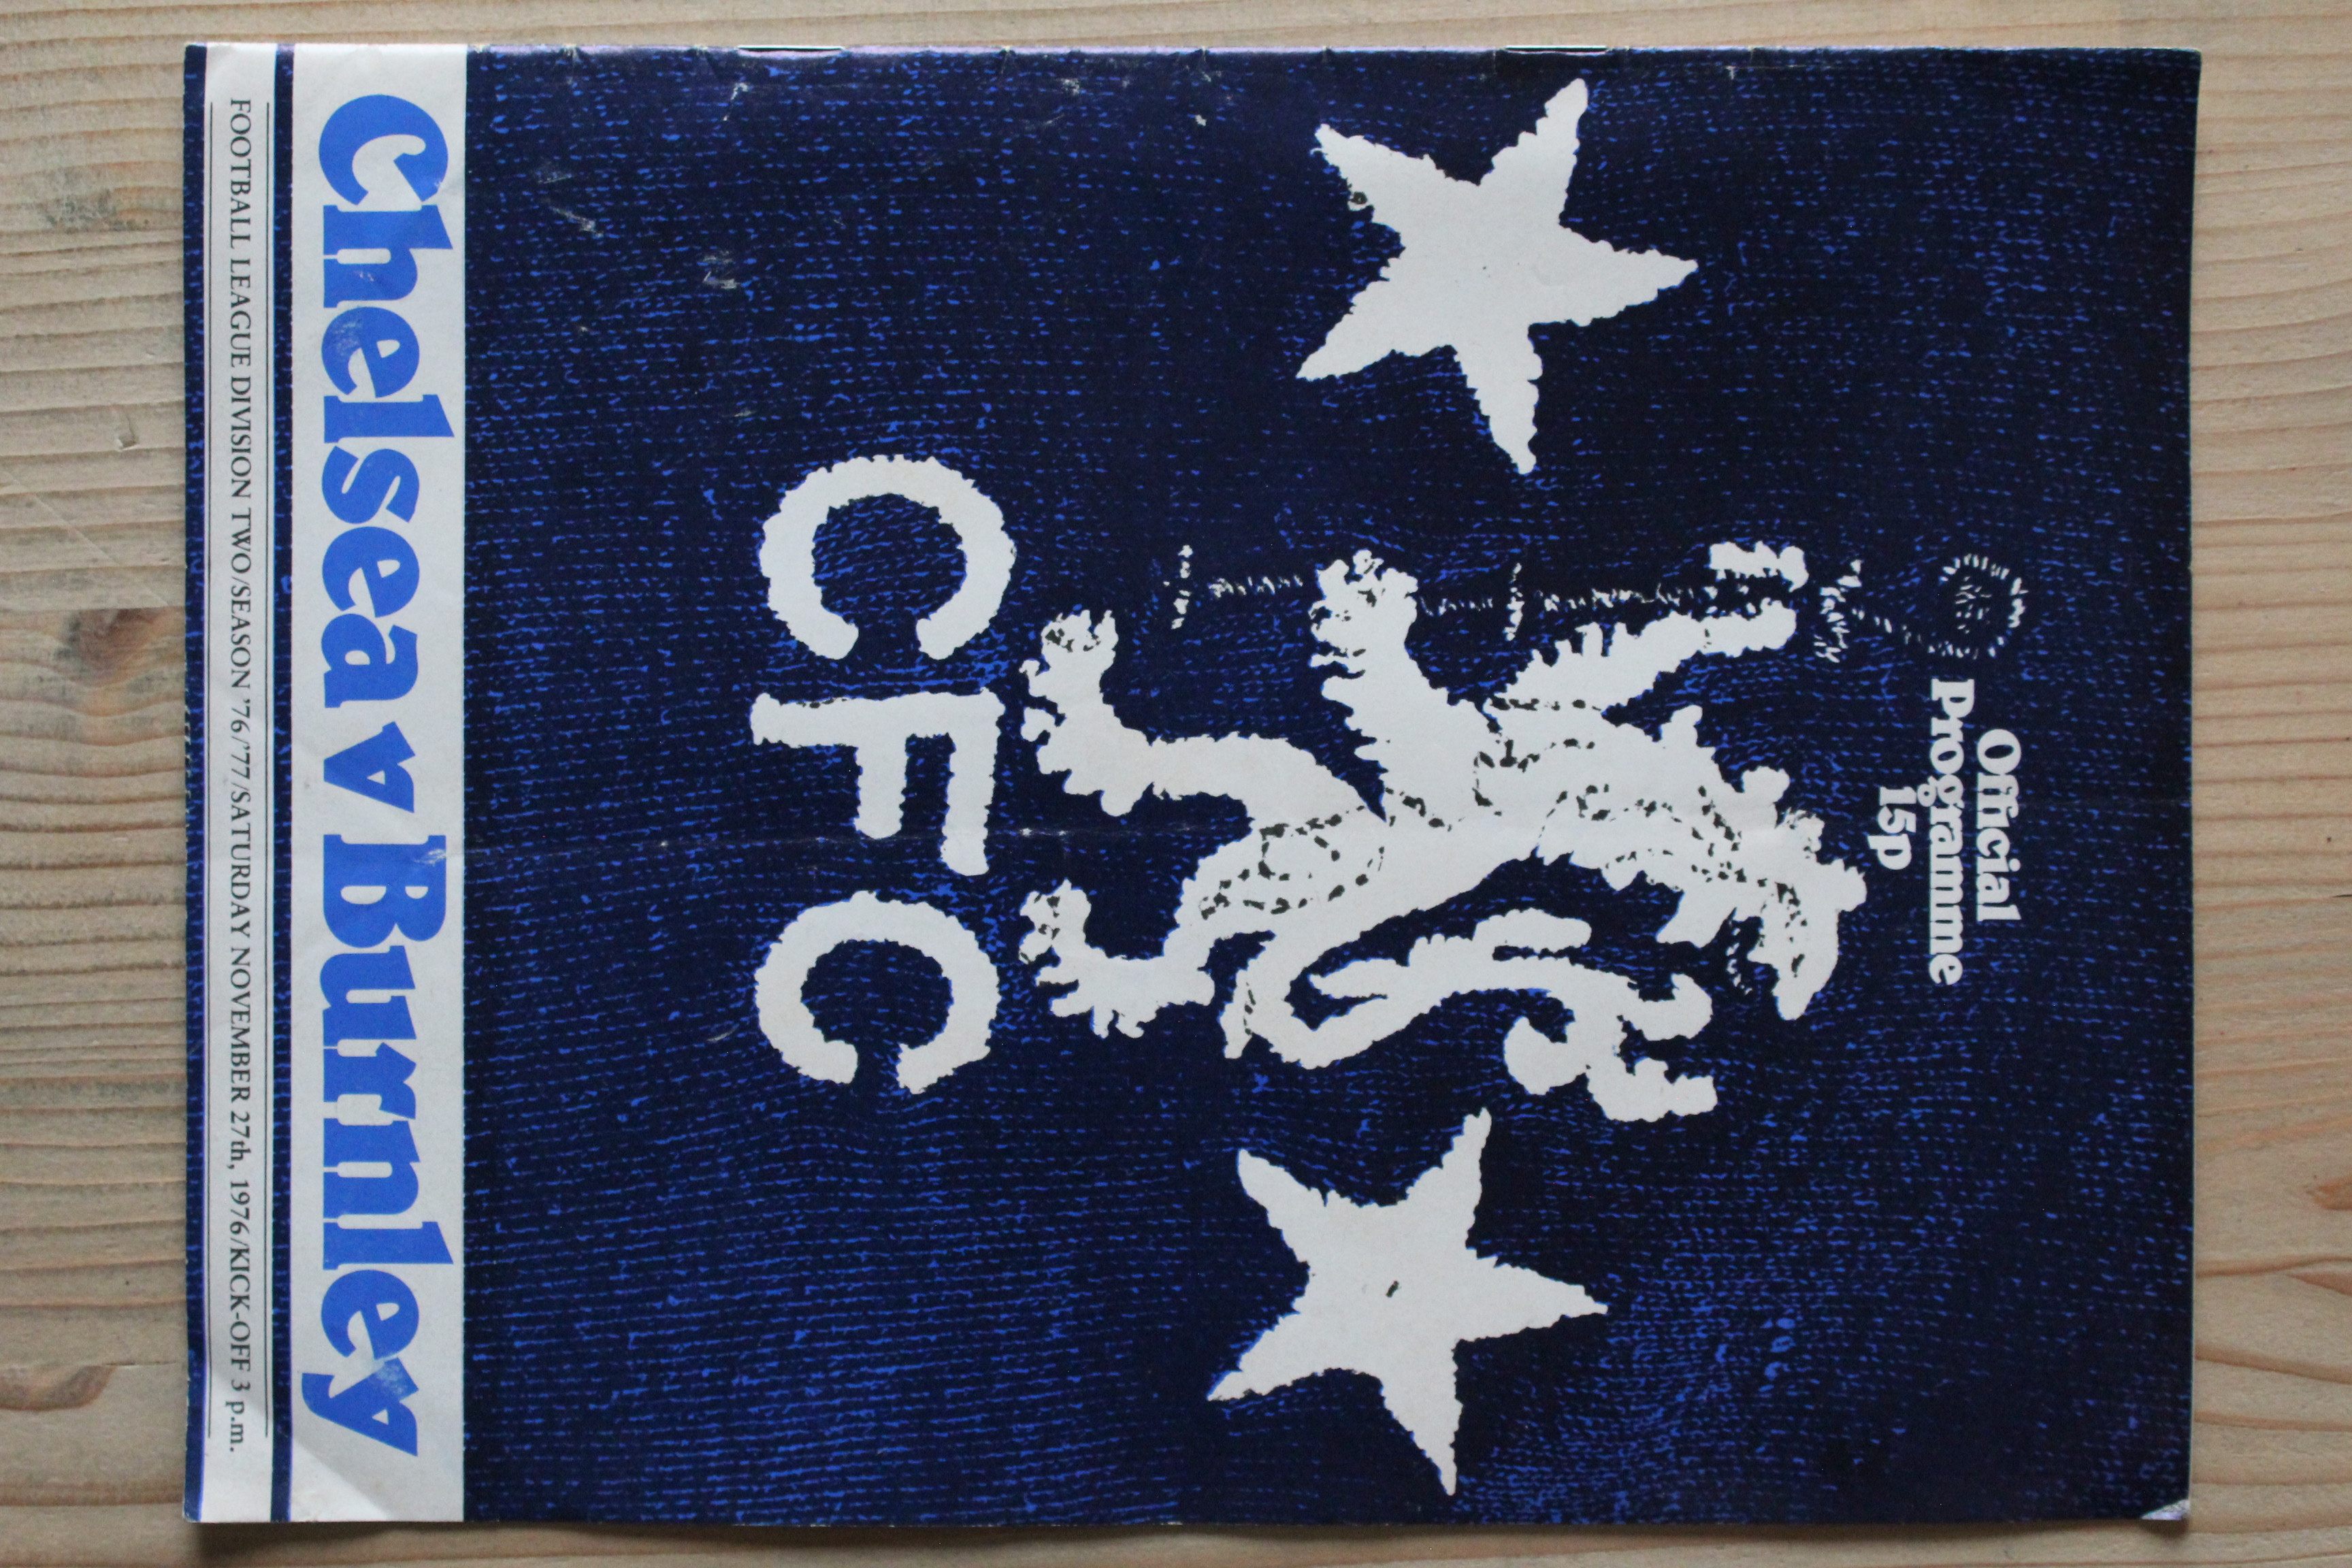 Official
Programme
15p
CFC
Chelsea v Burnley
FOOTBALL LEAGUE DIVISION TWO/SEASON '76/'77/SATURDAY NOVEMBER 27th, 1976/KICK-OFF 3 p.m.